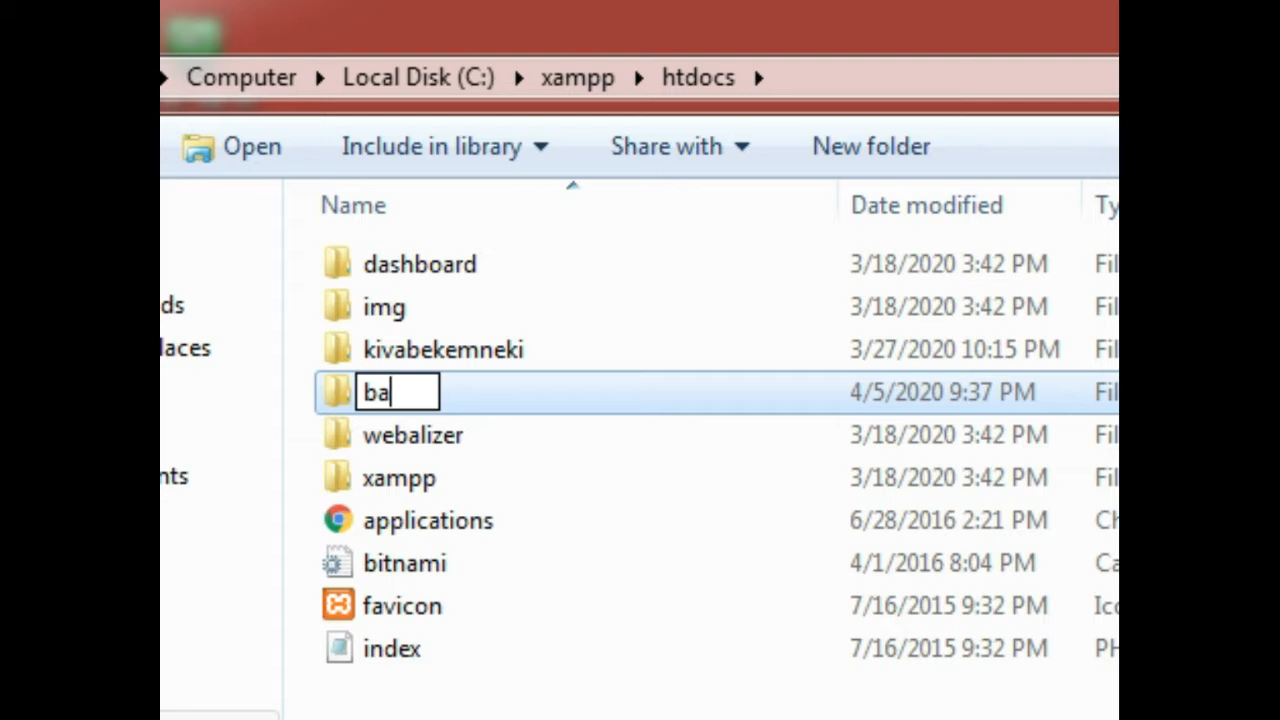 Computer Local Disk (C:) xampp htdocs
Open Include in library Share with New folder
Name Date modified Ty
dashboard 3/18/2020 3:42 PM Fil
img 3/18/2020 3:42 PM Fil
ds
kivabekemneki 3/27/2020 10:15 PM Fil
laces
ba 4/5/2020 9:37 PM Fil
webalizer 3/18/2020 3:42 PM Fil
nts
xampp 3/18/2020 3:42 PM Fil
applications 6/28/2016 2:21 PM Ch
bitnami 4/1/2016 8:04 PM Ca
favicon 7/16/2015 9:32 PM Ico
index 7/16/2015 9:32 PM PH